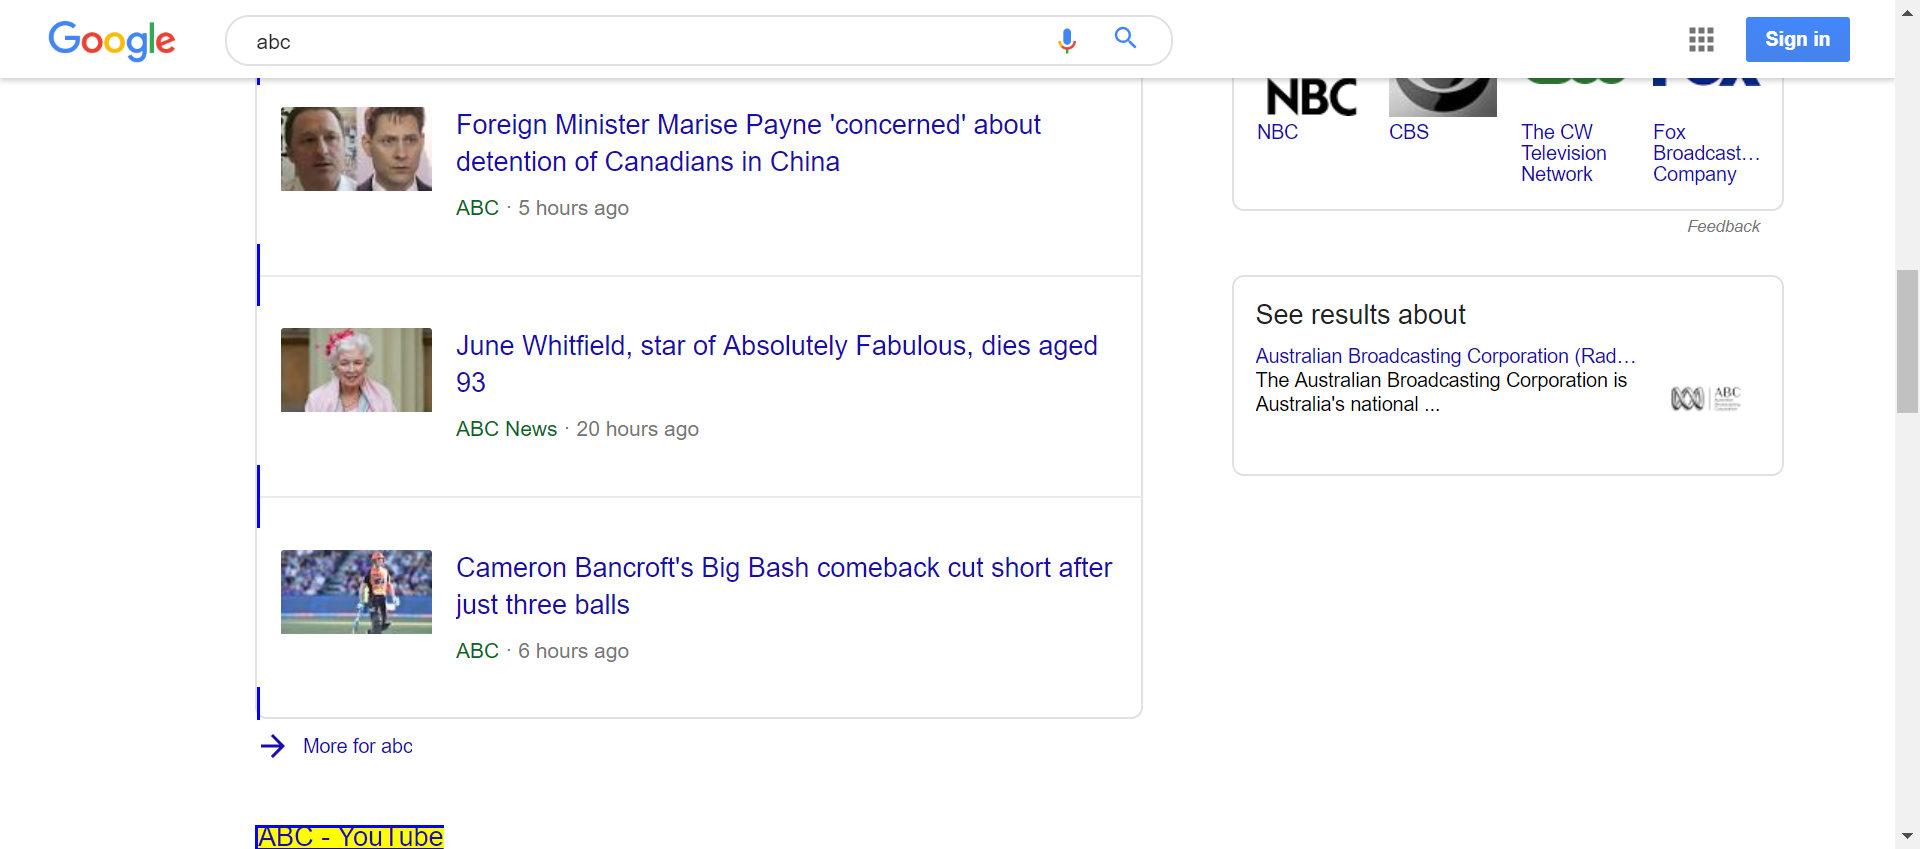 Google
abc
Sign in
Foreign Minister Marise Payne 'concerned' about
detention of Canadians in China
ABC · 5 hours ago
June Whitfield, star of Absolutely Fabulous, dies aged
93
ABC News · 20 hours ago
Cameron Bancroft's Big Bash comeback cut short after
just three balls
ABC · 6 hours ago
More for abc
ABC - YouTube
NBC
NBC
CBS
The CW
Television
Network
Fox
Broadcast...
Company
Feedback
See results about
Australian Broadcasting Corporation (Rad...
The Australian Broadcasting Corporation is
Australia's national ...
ABC